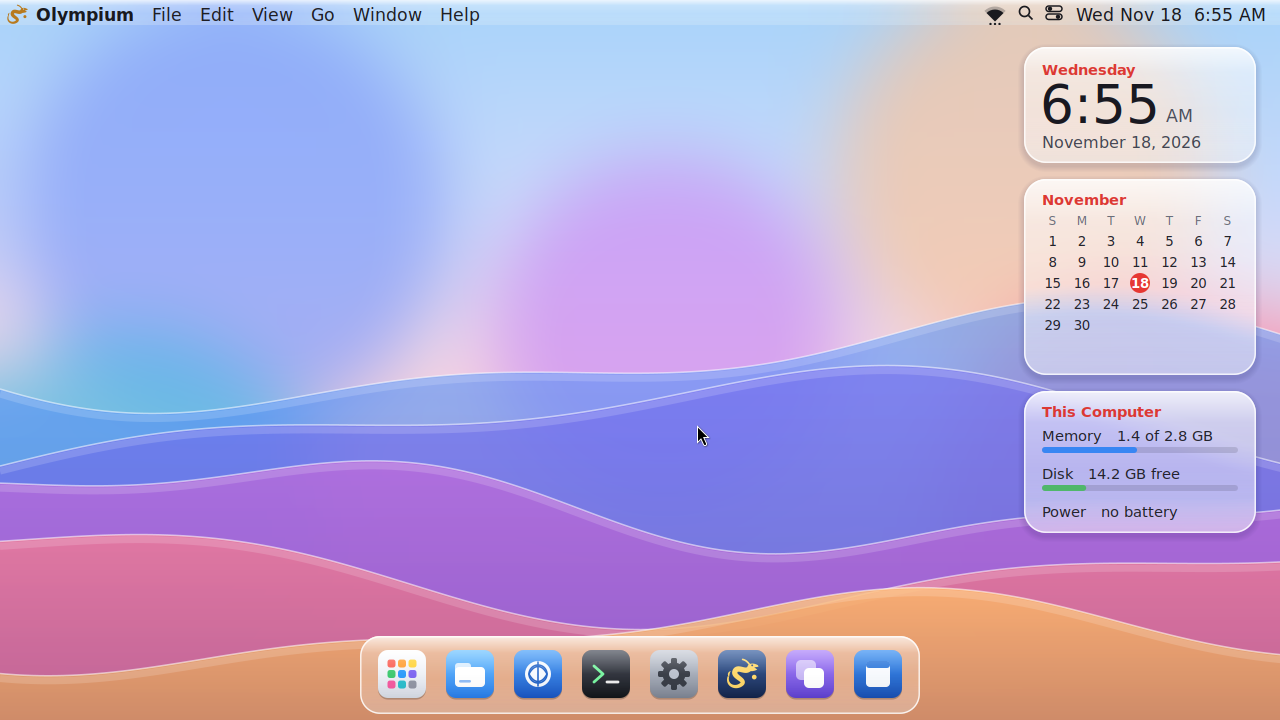 Olympium File Edit View Go Window Help Wed Nov 18 6:55 AM
Wednesday
6:55 AM
November 18, 2026
November
S M T W T F S
1 2 3 4 5 6 7
8 9 10 11 12 13 14
15 16 17 18 19 20 21
22 23 24 25 26 27 28
29 30
This Computer
Memory 1.4 of 2.8 GB
Disk 14.2 GB free
Power no battery